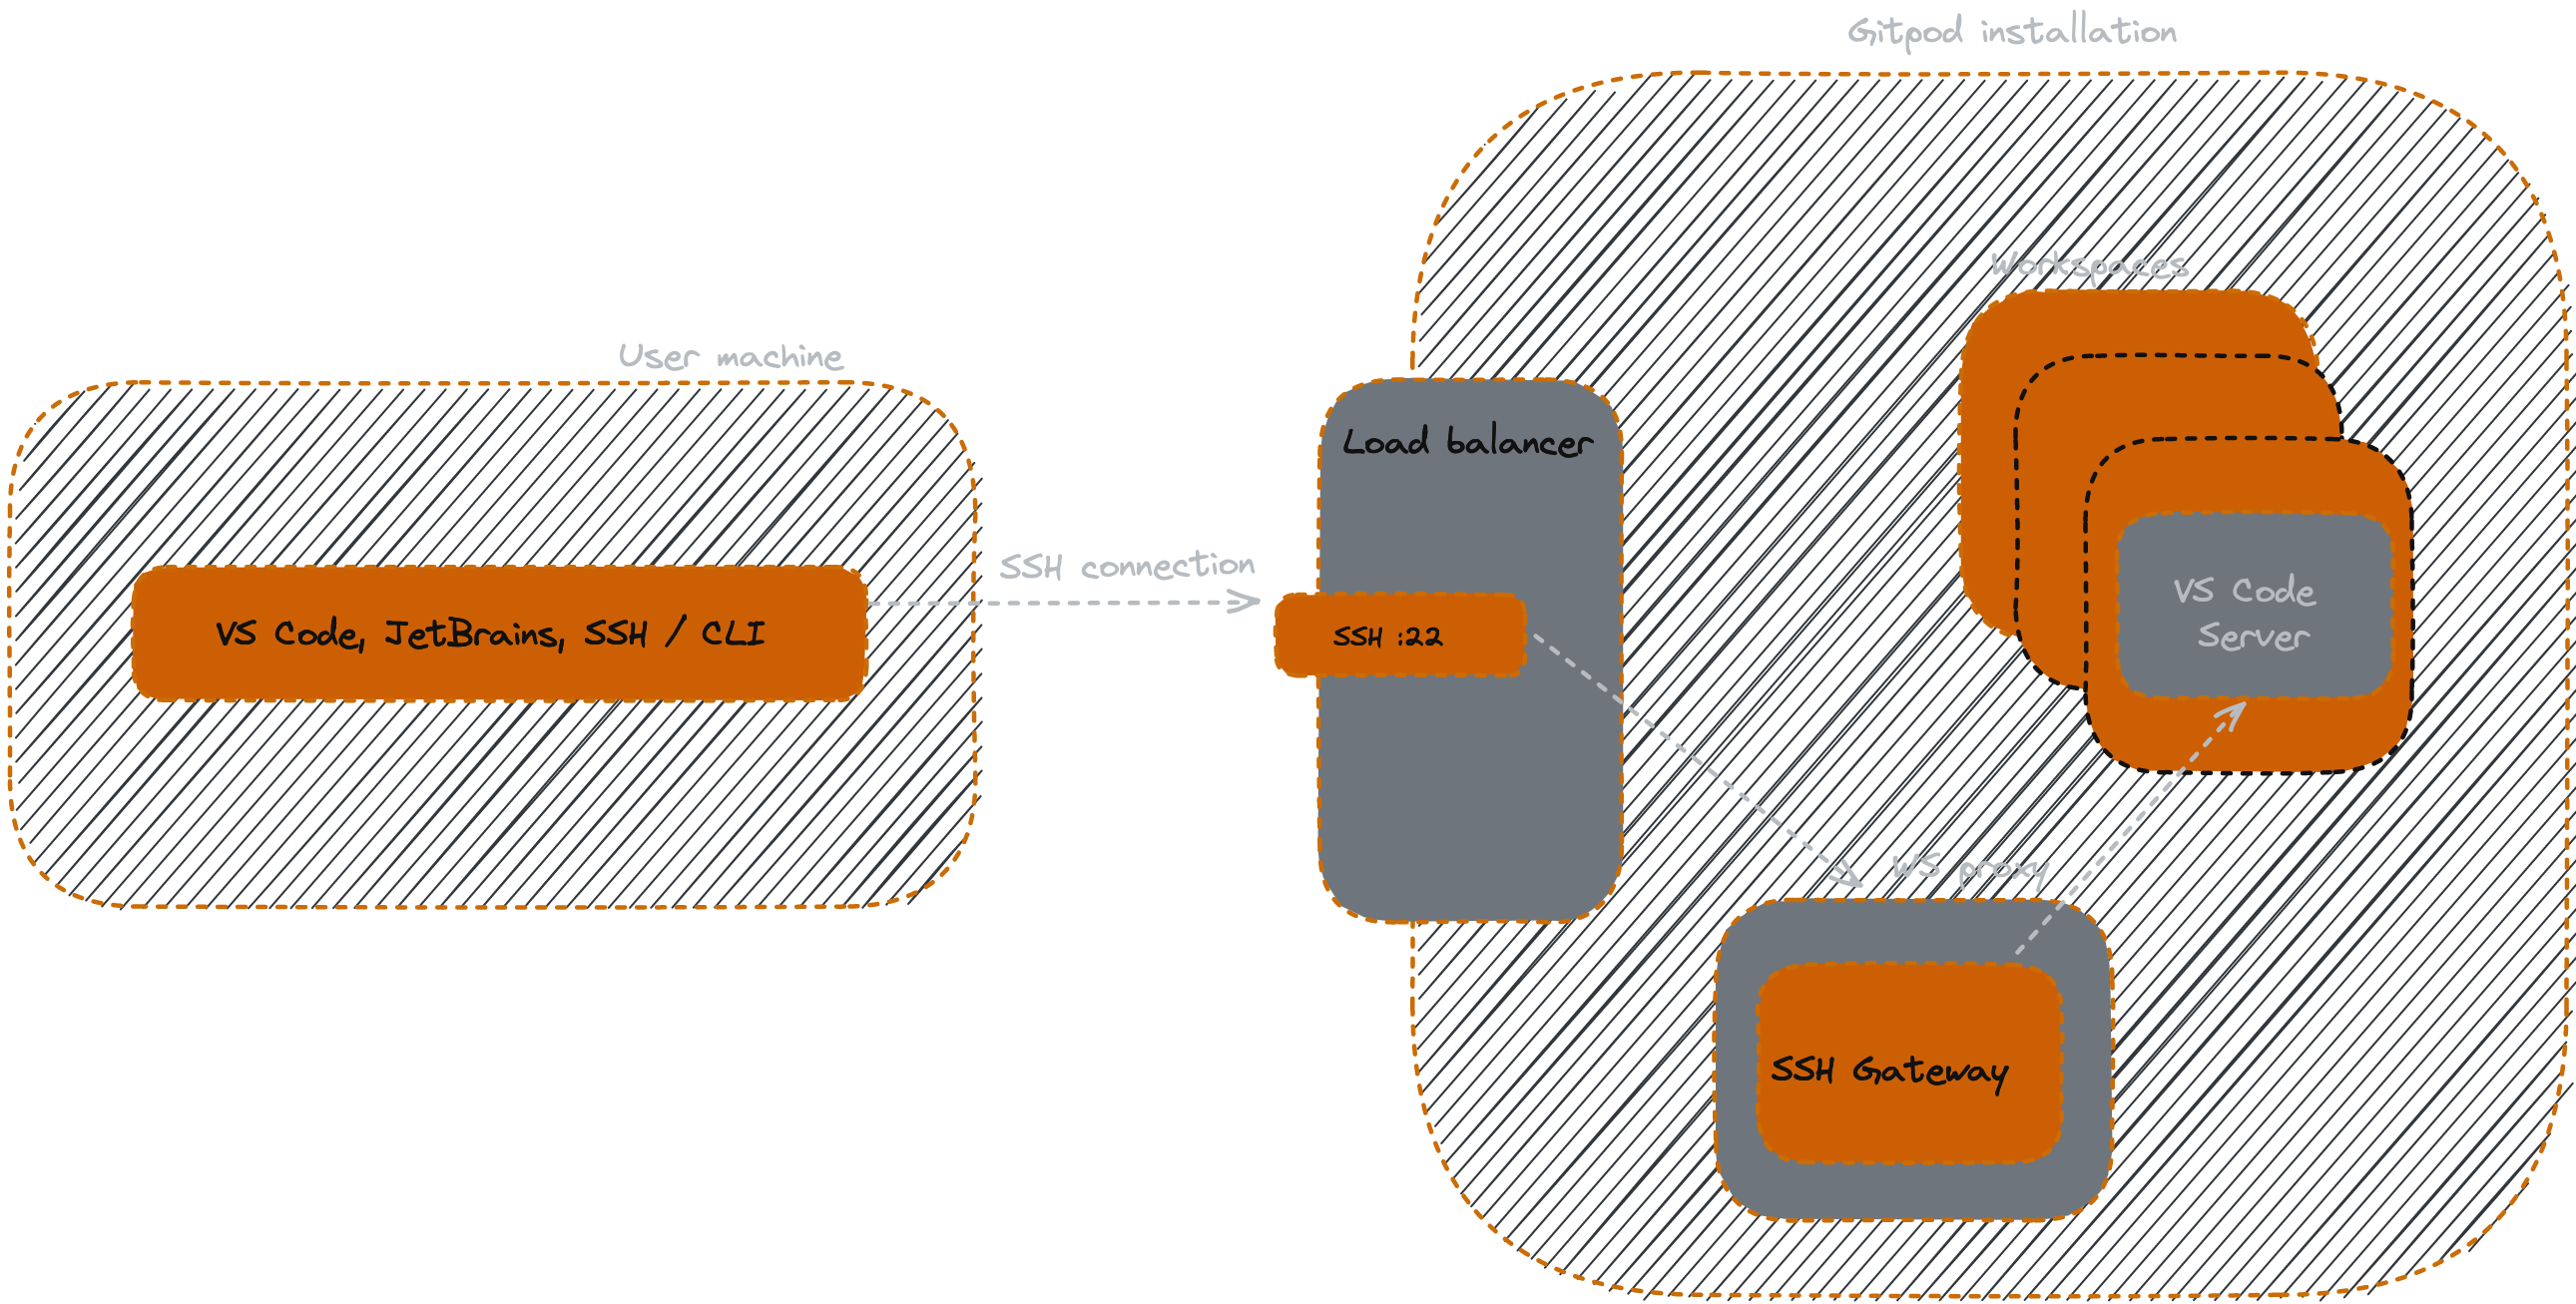 Gitpod installation
Workspaces
User machine
Load balancer
SSH connection
VS Code, JetBrains, SSH / CLI
SSH :22
VS Code
Server
WS proxy
SSH Gateway